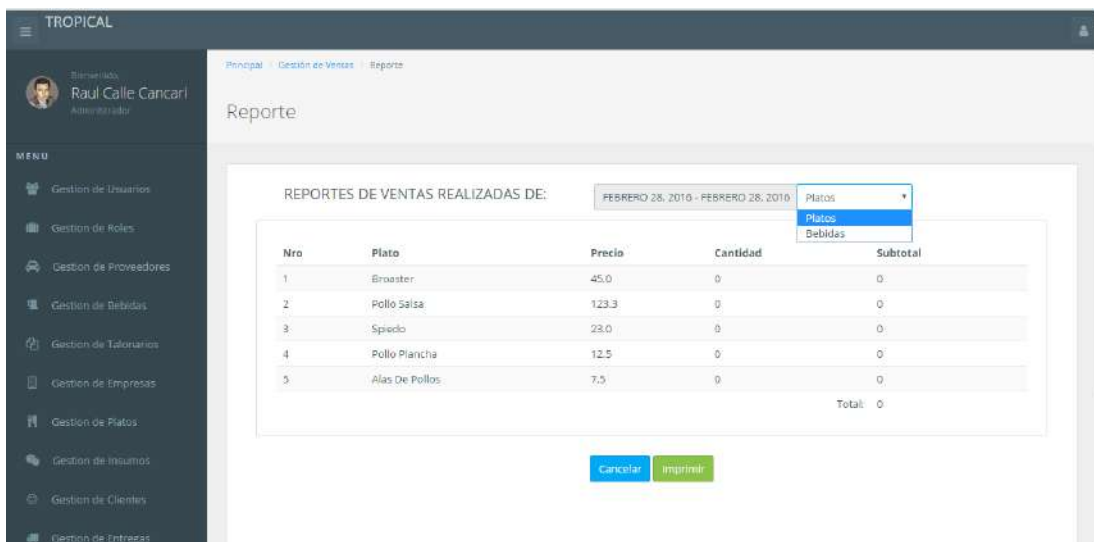 TROPICAL
Bienvenido,
Raul Calle Cancari
Administrador
MENU
Gestion de Usuarios
Gestion de Roles
Gestion de Proveedores
Gestion de Bebidas
Gestion de Talonarios
Gestion de Empresas
Gestion de Platos
Gestion de Insumos
Gestion de Clientes
Gestion de Entregas
Principal / Gestión de Ventas / Reporte
Reporte
REPORTES DE VENTAS REALIZADAS DE: FEBRERO 28, 2016 - FEBRERO 28, 2016 Platos
Platos
Bebidas
Nro Plato Precio Cantidad Subtotal
1 Broaster 45.0 0 0
2 Pollo Salsa 123.3 0 0
3 Spiedo 23.0 0 0
4 Pollo Plancha 12.5 0 0
5 Alas De Pollos 7.5 0 0
Total: 0
Cancelar Imprimir